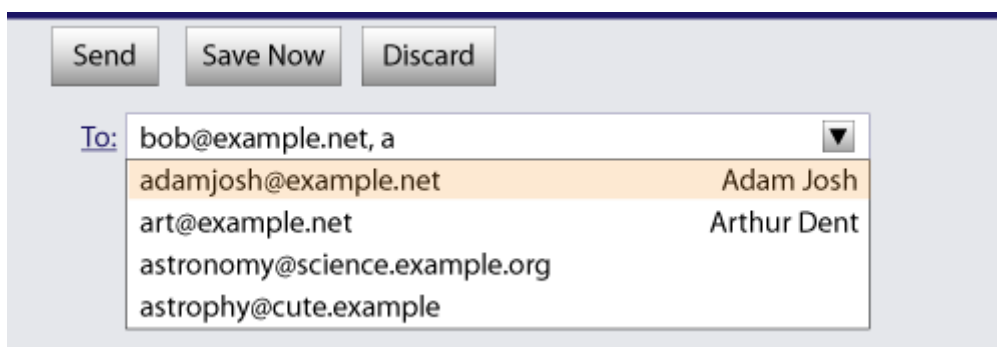 Send Save Now Discard
To: bob@example.net, a
adamjosh@example.net Adam Josh
art@example.net Arthur Dent
astronomy@science.example.org
astrophy@cute.example